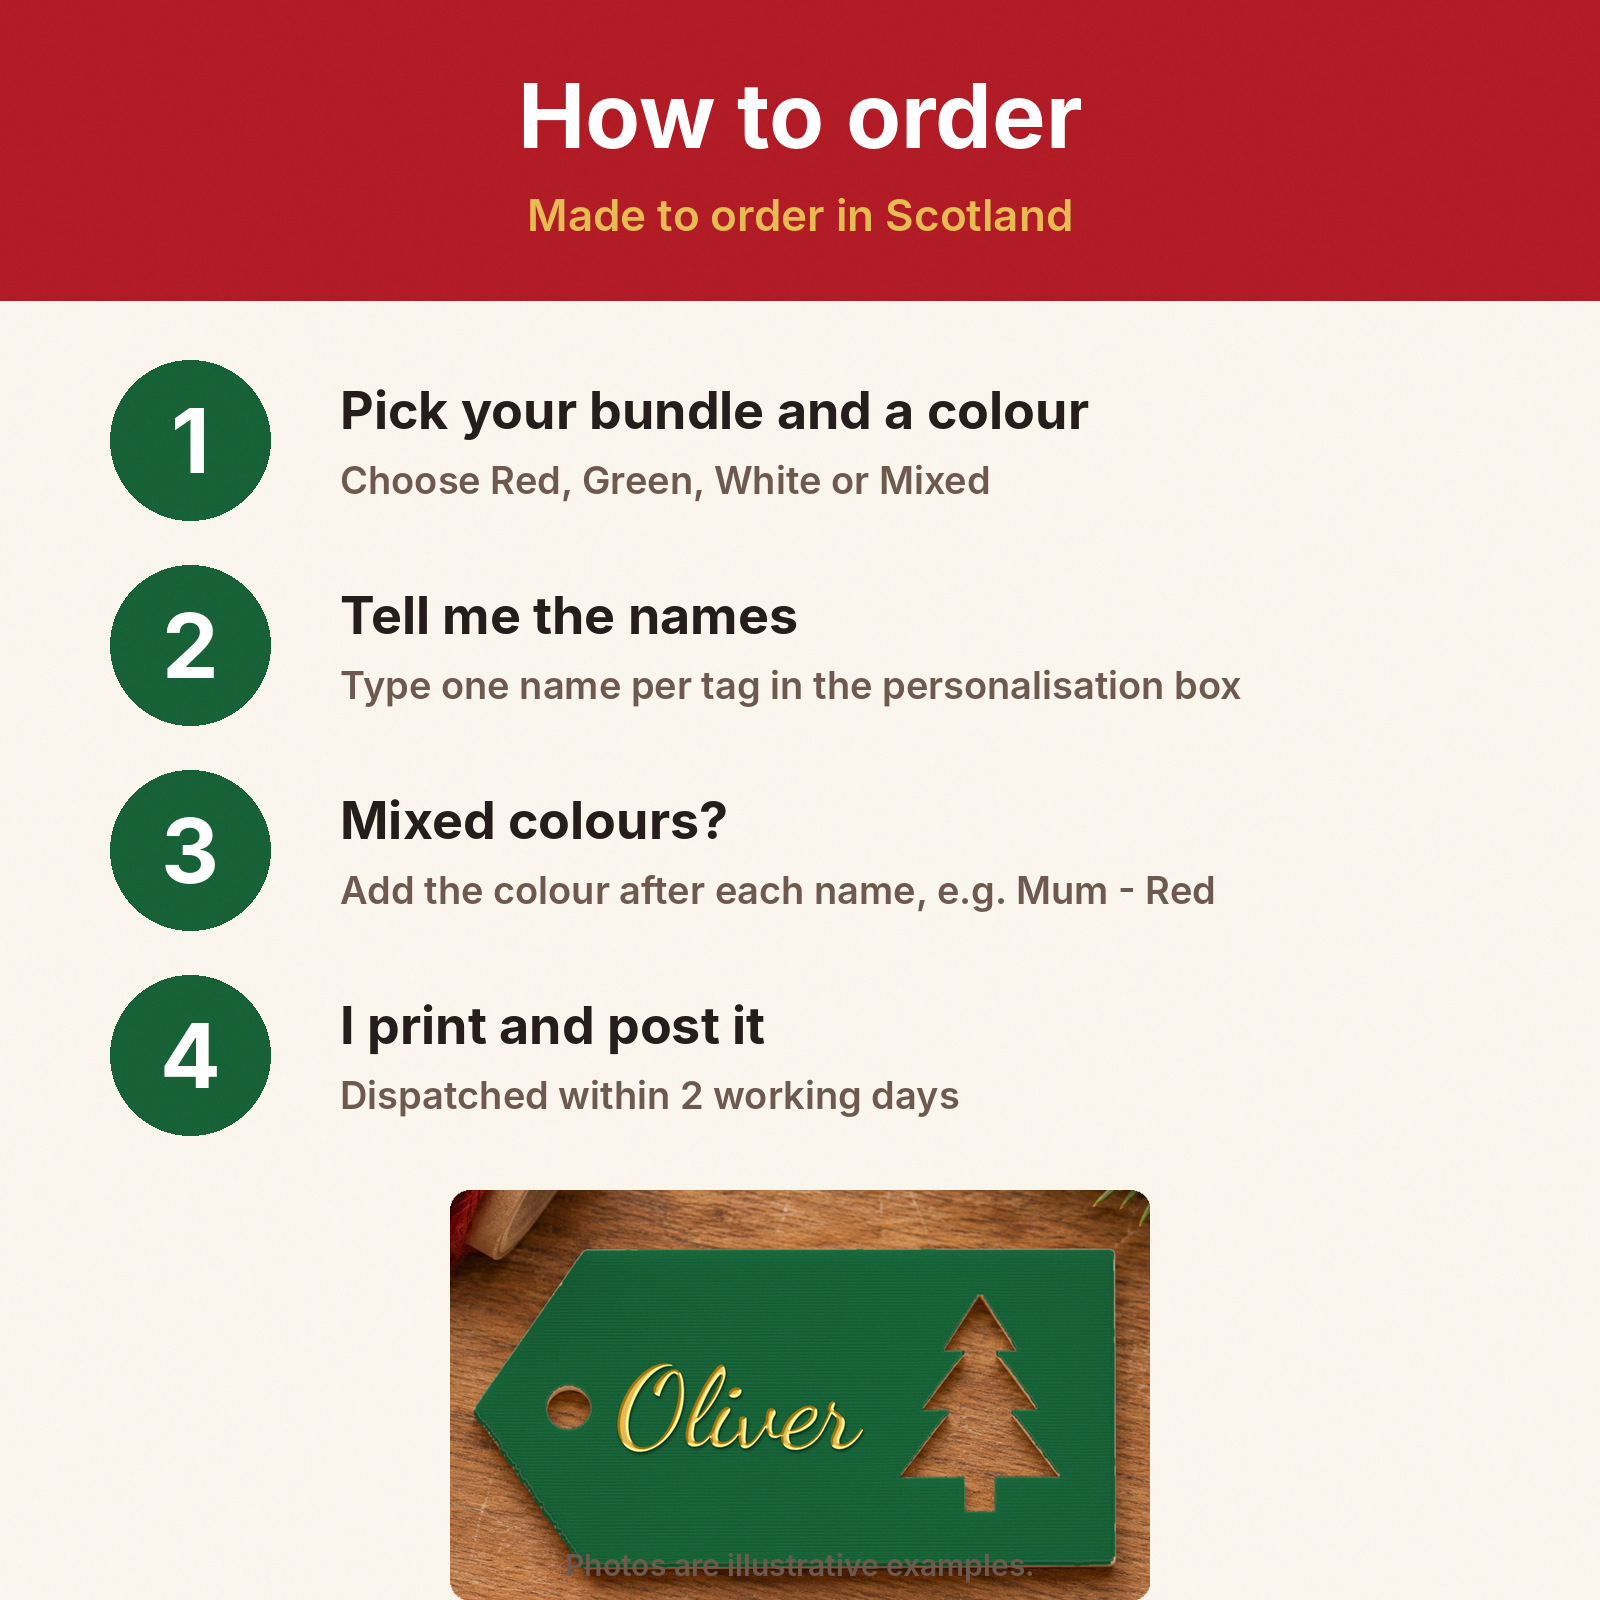 How to order
Made to order in Scotland
1
Pick your bundle and a colour
Choose Red, Green, White or Mixed
2
Tell me the names
Type one name per tag in the personalisation box
3
Mixed colours?
Add the colour after each name, e.g. Mum - Red
4
I print and post it
Dispatched within 2 working days
Oliver
Photos are illustrative examples.